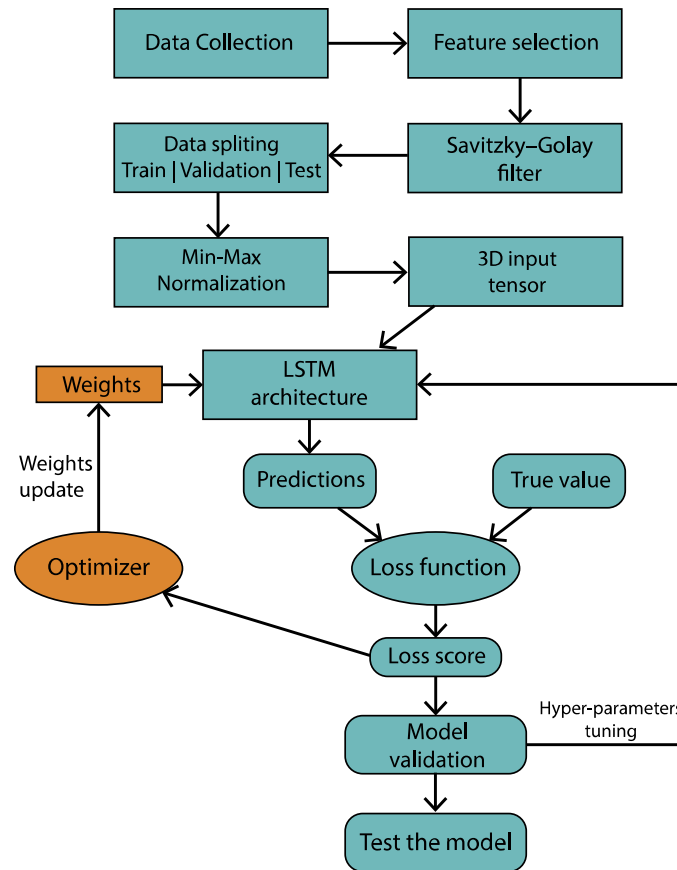 Data Collection
Feature selection
Data spliting
Train | Validation | Test
Savitzky–Golay
filter
Min-Max
Normalization
3D input
tensor
Weights
LSTM
architecture
Weights
update
Predictions
True value
Optimizer
Loss function
Loss score
Model
validation
Hyper-parameters
tuning
Test the model